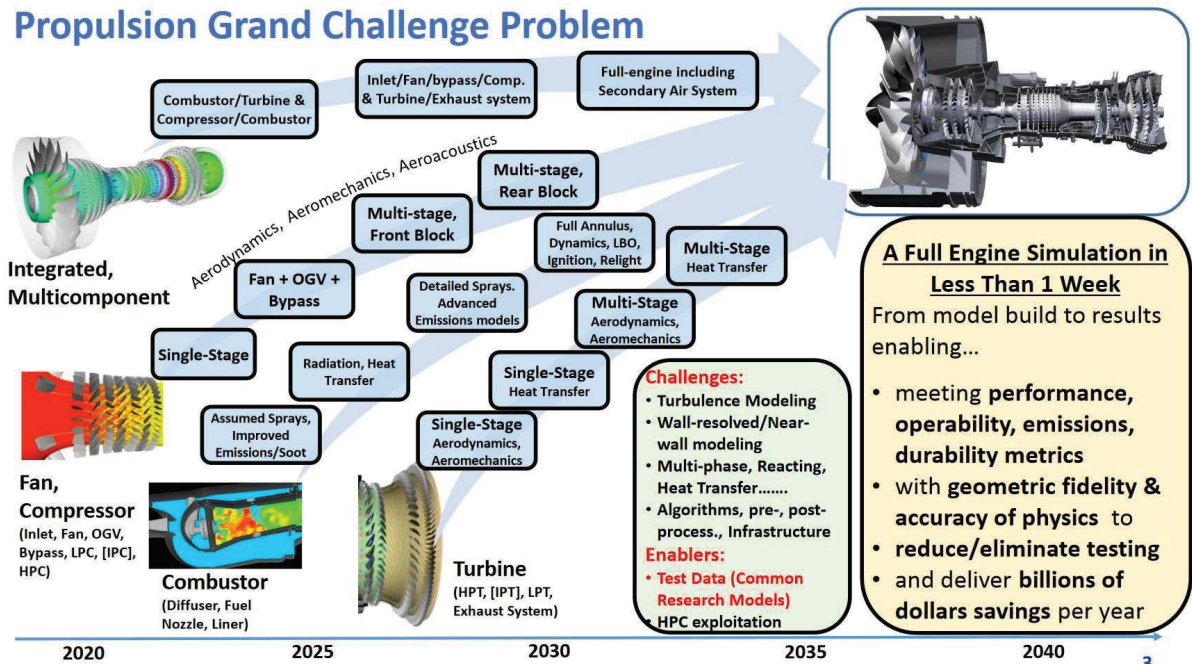 Propulsion Grand Challenge Problem
Combustor/Turbine &
Compressor/Combustor
Inlet/Fan/bypass/Comp.
& Turbine/Exhaust system
Full-engine including
Secondary Air System
Integrated,
Multicomponent
Aerodynamics, Aeromechanics, Aeroacoustics
Single-Stage
Fan + OGV +
Bypass
Multi-stage,
Front Block
Multi-stage,
Rear Block
Fan,
Compressor
(Inlet, Fan, OGV,
Bypass, LPC, [IPC],
HPC)
Assumed Sprays,
Improved
Emissions/Soot
Radiation, Heat
Transfer
Detailed Sprays.
Advanced
Emissions models
Full Annulus,
Dynamics, LBO,
Ignition, Relight
Combustor
(Diffuser, Fuel
Nozzle, Liner)
Single-Stage
Aerodynamics,
Aeromechanics
Single-Stage
Heat Transfer
Multi-Stage
Aerodynamics,
Aeromechanics
Multi-Stage
Heat Transfer
Turbine
(HPT, [IPT], LPT,
Exhaust System)
Challenges:
• Turbulence Modeling
• Wall-resolved/Near-
wall modeling
• Multi-phase, Reacting,
Heat Transfer…….
• Algorithms, pre-, post-
process., Infrastructure
Enablers:
• Test Data (Common
Research Models)
• HPC exploitation
A Full Engine Simulation in
Less Than 1 Week
From model build to results
enabling…
• meeting performance,
operability, emissions,
durability metrics
• with geometric fidelity &
accuracy of physics to
• reduce/eliminate testing
• and deliver billions of
dollars savings per year
2020
2025
2030
2035
2040
3